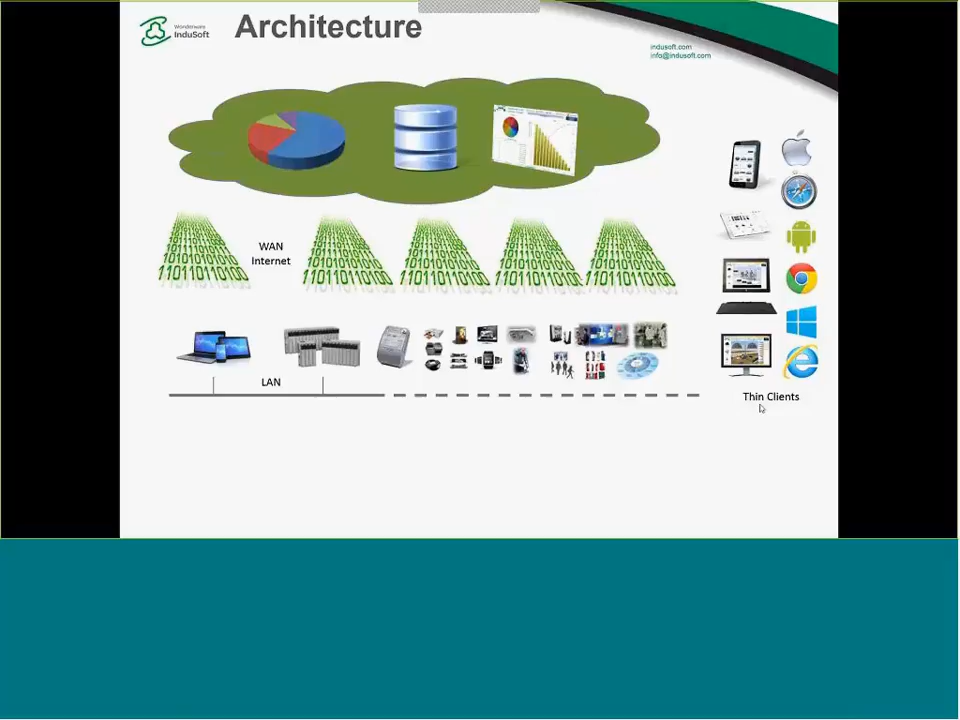 Wonderware
InduSoft
Architecture
indusoft.com
info@indusoft.com
WAN
Internet
LAN
Thin Clients